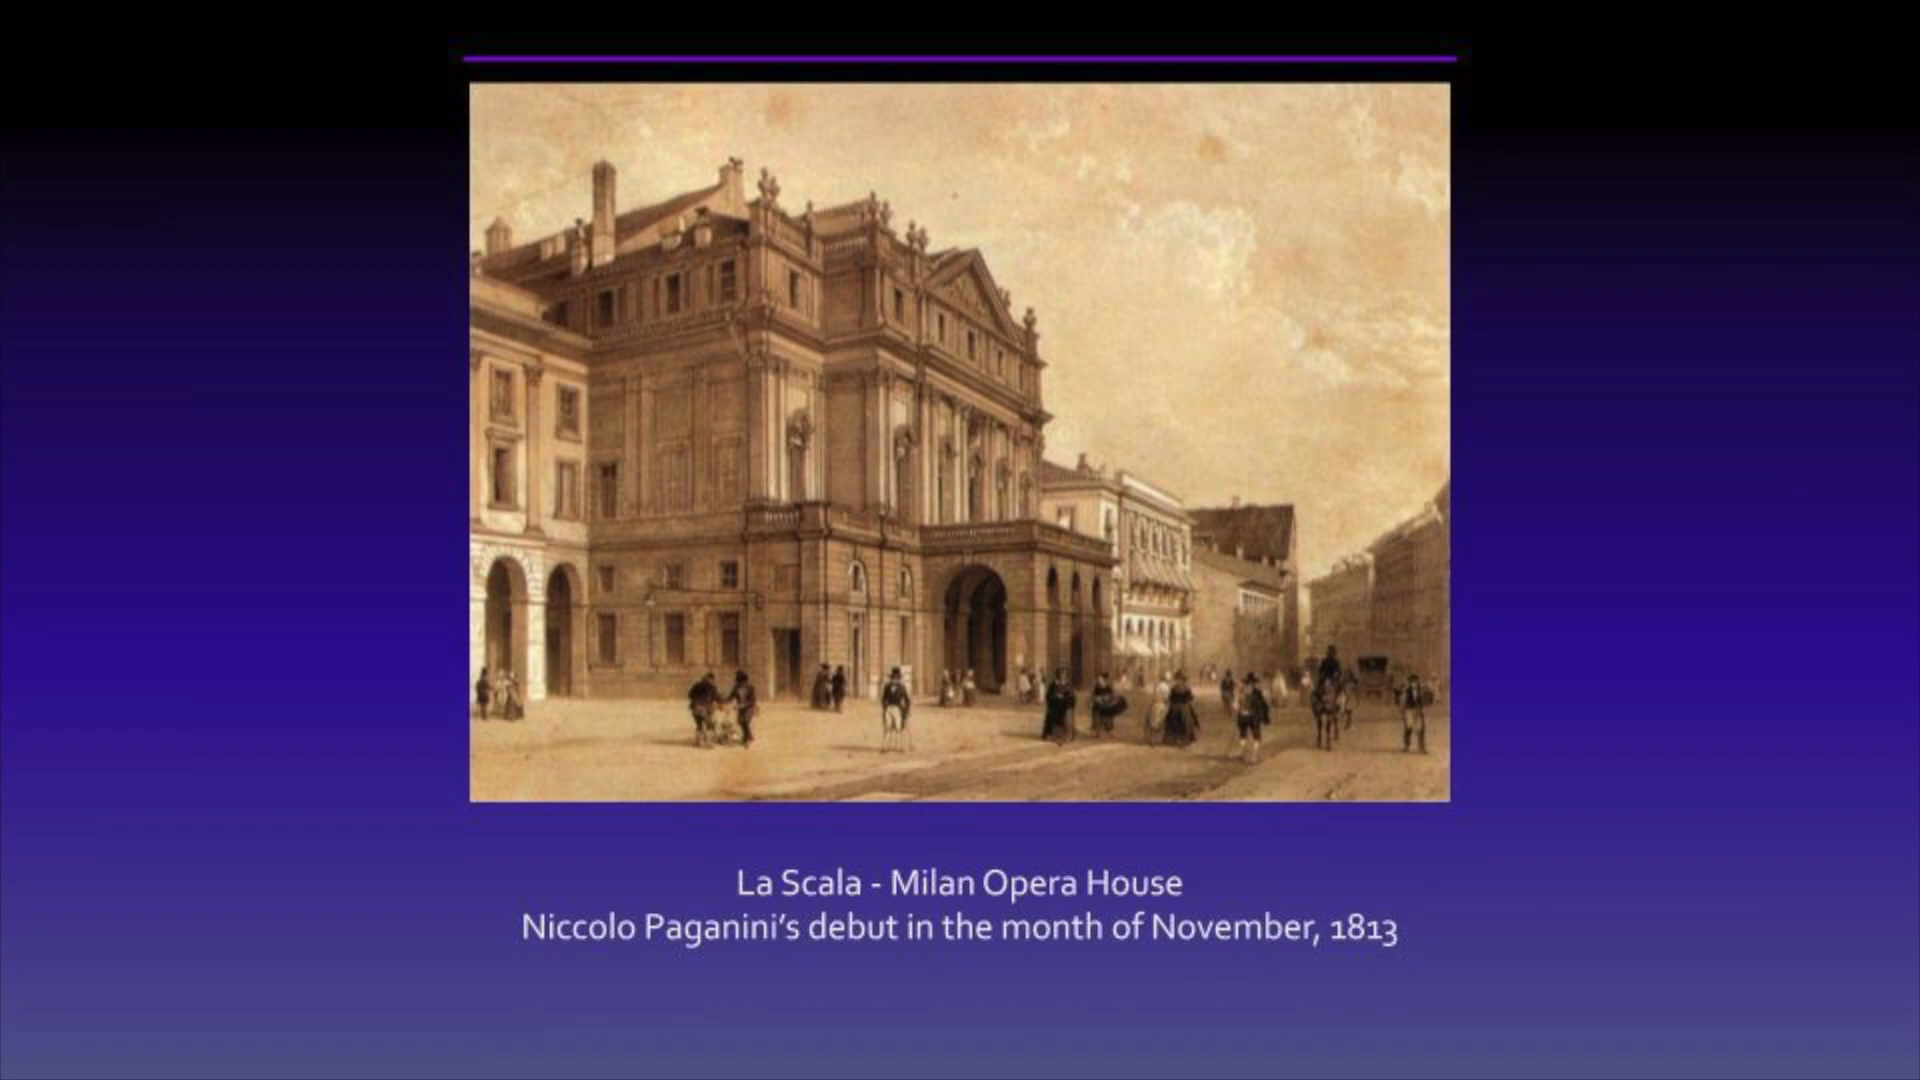 La Scala - Milan Opera House
Niccolo Paganini’s debut in the month of November, 1813